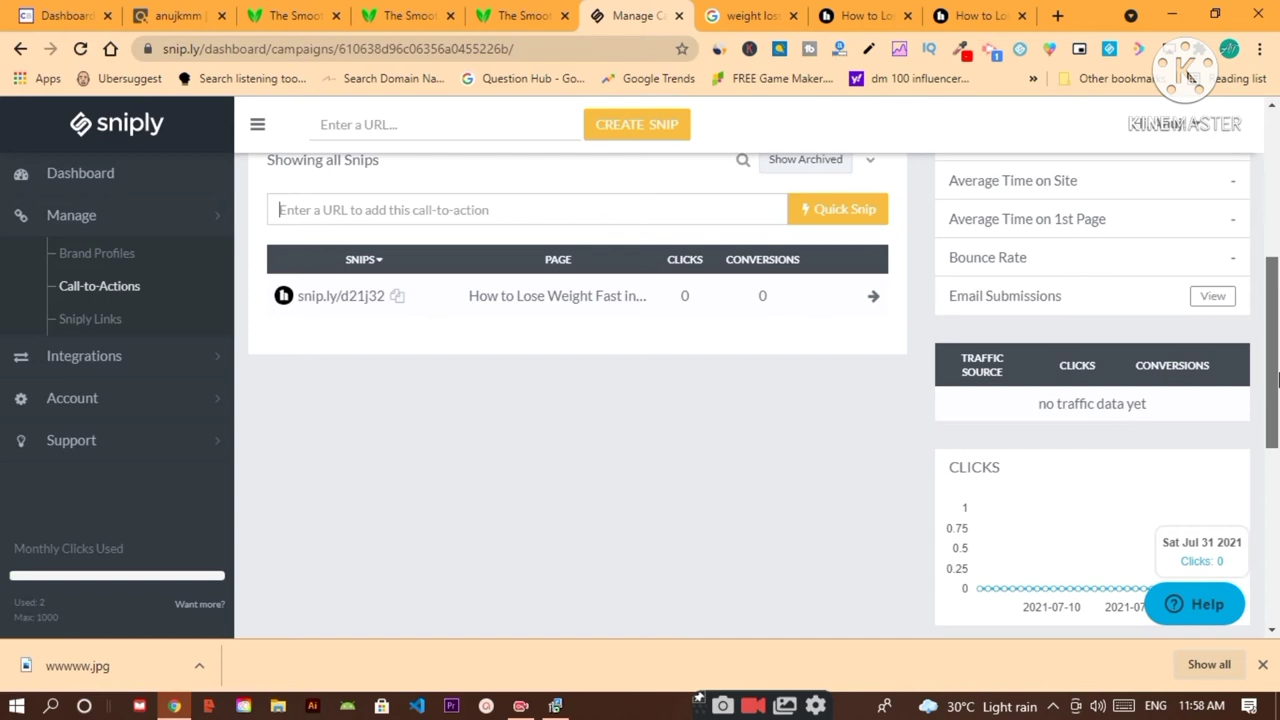 Dashboard
anujkmm
The Smoot
The Smoot
The Smoot
Manage C
weight los
How to Lo
How to Lo
snip.ly/dashboard/campaigns/610638d96c06356a0455226b/
Apps
Ubersuggest
Search listening too...
Search Domain Na...
Question Hub - Go...
Google Trends
FREE Game Maker....
dm 100 influencer...
»
Other bookmarks
Reading list
KINEMASTER
sniply
Enter a URL...
CREATE SNIP
Dashboard
Manage
Brand Profiles
Call-to-Actions
Sniply Links
Integrations
Account
Support
Monthly Clicks Used
Used: 2
Max: 1000
Want more?
Showing all Snips
Show Archived
Enter a URL to add this call-to-action
Quick Snip
SNIPS PAGE CLICKS CONVERSIONS
snip.ly/d21j32 How to Lose Weight Fast in... 0 0
Average Time on Site -
Average Time on 1st Page -
Bounce Rate -
Email Submissions View
TRAFFIC SOURCE CLICKS CONVERSIONS
no traffic data yet
CLICKS
1
0.75
0.5
0.25
0
2021-07-10 2021-07
Sat Jul 31 2021
Clicks: 0
Help
wwwww.jpg
Show all
30°C Light rain
ENG
11:58 AM